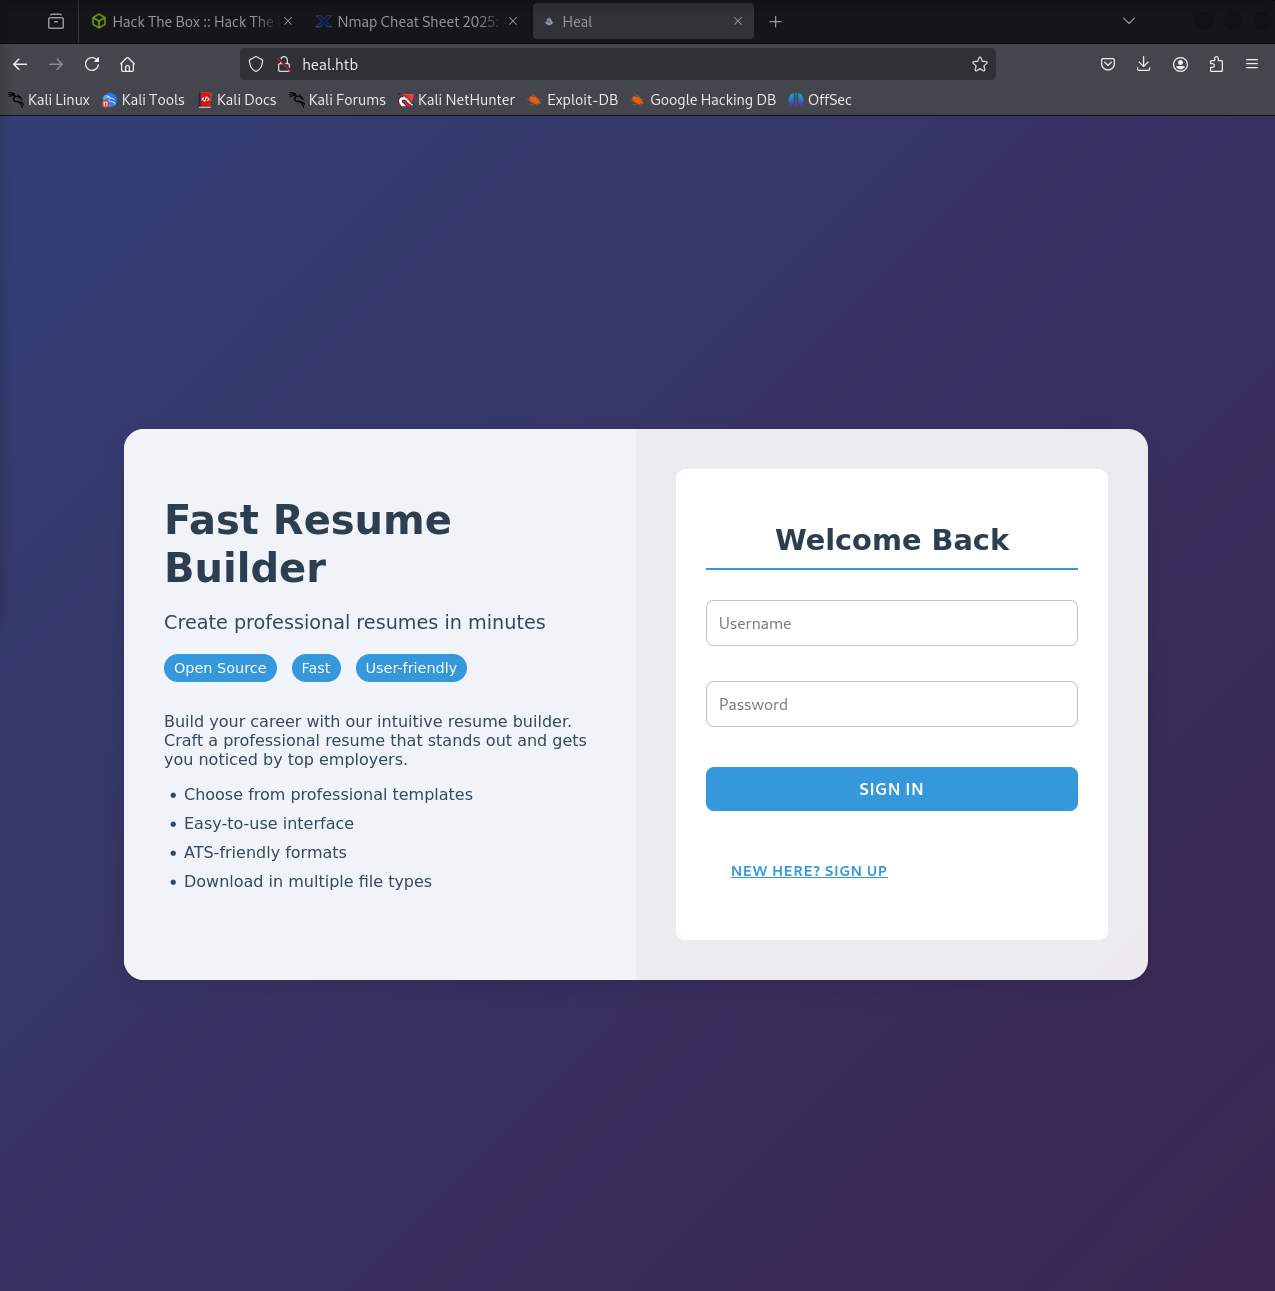 Hack The Box :: Hack The
Nmap Cheat Sheet 2025:
Heal
heal.htb
Kali Linux
Kali Tools
Kali Docs
Kali Forums
Kali NetHunter
Exploit-DB
Google Hacking DB
OffSec
Fast Resume
Builder
Create professional resumes in minutes
Open Source
Fast
User-friendly
Build your career with our intuitive resume builder.
Craft a professional resume that stands out and gets
you noticed by top employers.
• Choose from professional templates
• Easy-to-use interface
• ATS-friendly formats
• Download in multiple file types
Welcome Back
Username
Password
SIGN IN
NEW HERE? SIGN UP